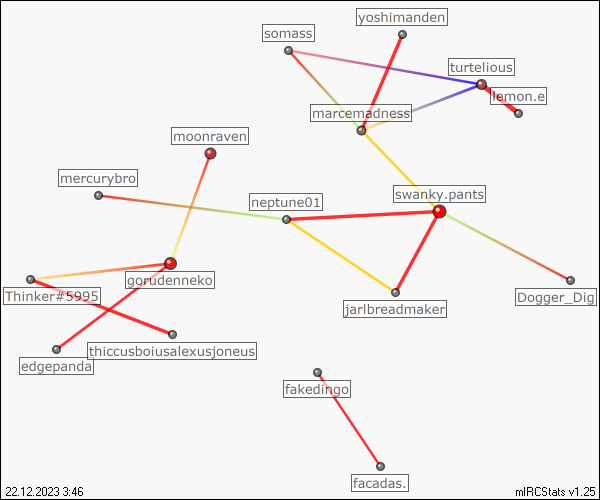 yoshimanden
somass
turtelious
lemon.e
marcemadness
moonraven
mercurybro
swanky.pants
neptune01
gorudenneko
Thinker#5995
Dogger_Dig
jarlbreadmaker
thiccusboiusalexusjoneus
edgepanda
fakedingo
facadas.
22.12.2023 3:46
mIRCStats v1.25